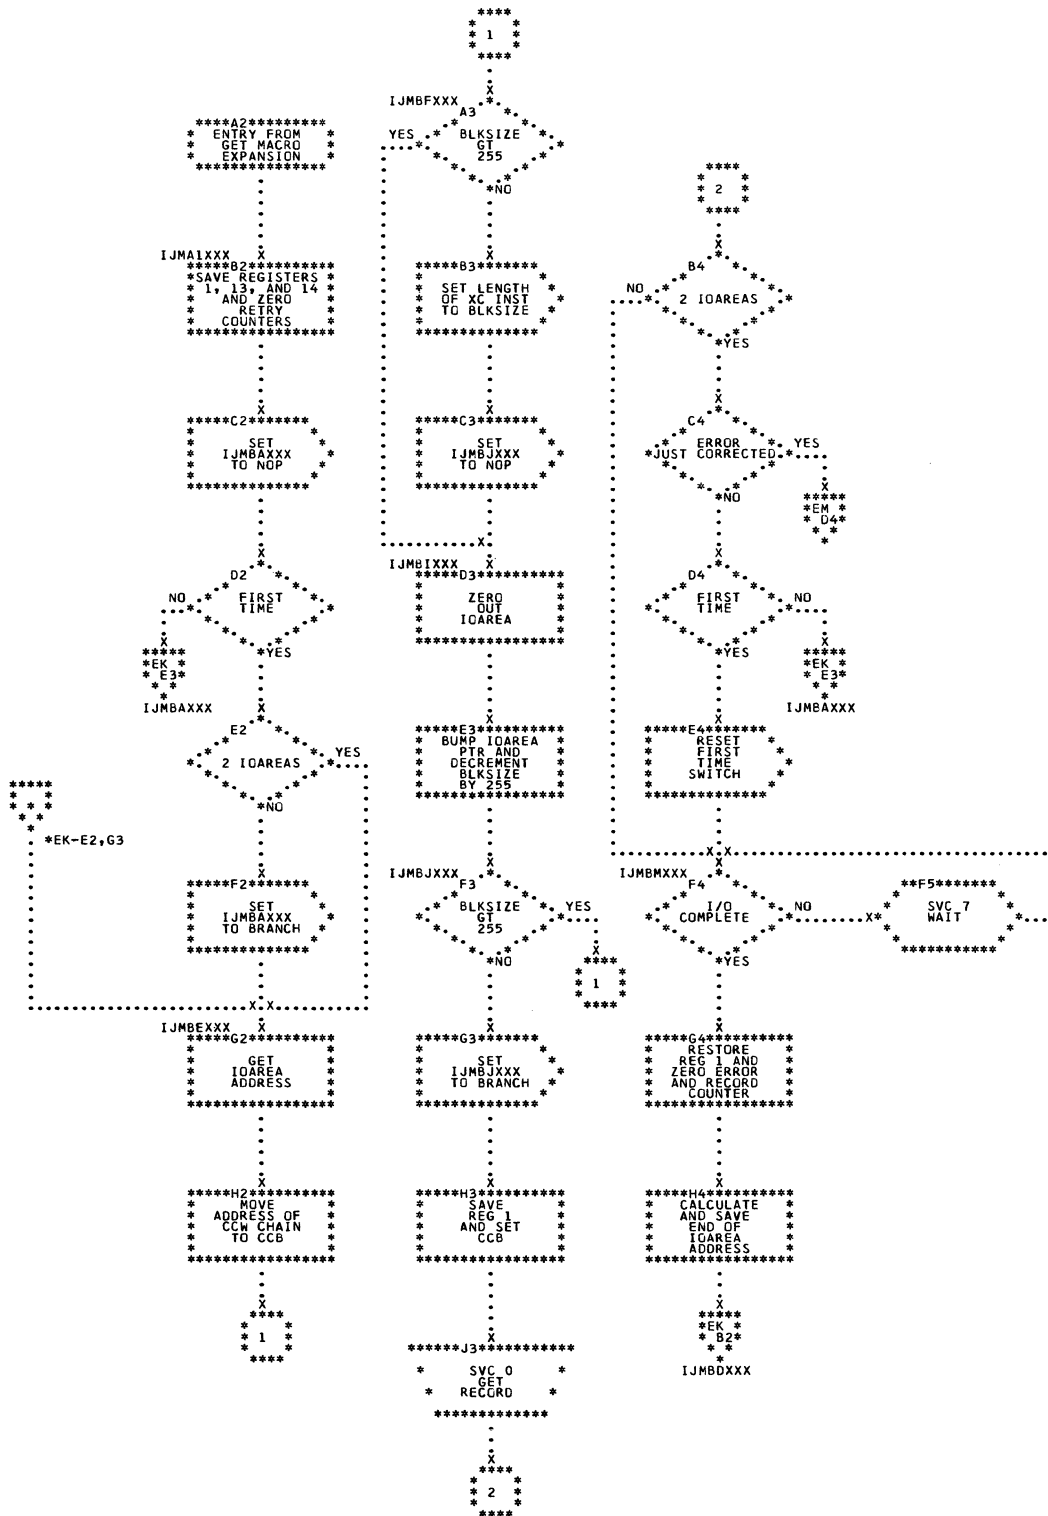 1
IJMBFXXX
A3
BLKSIZE
GT
255
YES
NO
A2
ENTRY FROM
GET MACRO
EXPANSION
2
IJMA1XXX
B2
SAVE REGISTERS
1, 13, AND 14
AND ZERO
RETRY
COUNTERS
B3
SET LENGTH
OF XC INST
TO BLKSIZE
B4
2 IOAREAS
NO
YES
C2
SET
IJMBAXXX
TO NOP
C3
SET
IJMBJXXX
TO NOP
C4
ERROR
JUST CORRECTED
YES
NO
EM
D4
D2
FIRST
TIME
NO
YES
EK
E3
IJMBAXXX
IJMBIXXX
D3
ZERO
OUT
IOAREA
D4
FIRST
TIME
NO
YES
EK
E3
IJMBAXXX
E2
2 IOAREAS
YES
NO
E3
BUMP IOAREA
PTR AND
DECREMENT
BLKSIZE
BY 255
E4
RESET
FIRST
TIME
SWITCH
*EK-E2,G3
F2
SET
IJMBAXXX
TO BRANCH
IJMBJXXX
F3
BLKSIZE
GT
255
YES
NO
1
IJMBMXXX
F4
I/O
COMPLETE
NO
YES
F5
SVC 7
WAIT
IJMBEXXX
G2
GET
IOAREA
ADDRESS
G3
SET
IJMBJXXX
TO BRANCH
G4
RESTORE
REG 1 AND
ZERO ERROR
AND RECORD
COUNTER
H2
MOVE
ADDRESS OF
CCW CHAIN
TO CCB
1
H3
SAVE
REG 1
AND SET
CCB
H4
CALCULATE
AND SAVE
END OF
IOAREA
ADDRESS
EK
B2
IJMBDXXX
J3
SVC 0
GET
RECORD
2